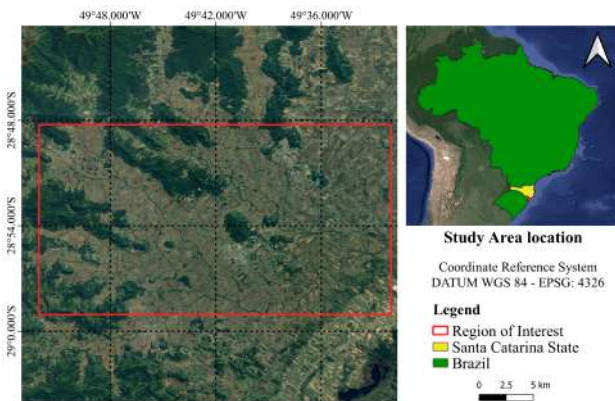 49°48.000'W 49°42.000'W 49°36.000'W
28°48.000'S
28°54.000'S
29°0.000'S
Study Area location
Coordinate Reference System
DATUM WGS 84 - EPSG: 4326
Legend
Region of Interest
Santa Catarina State
Brazil
0 2.5 5 km